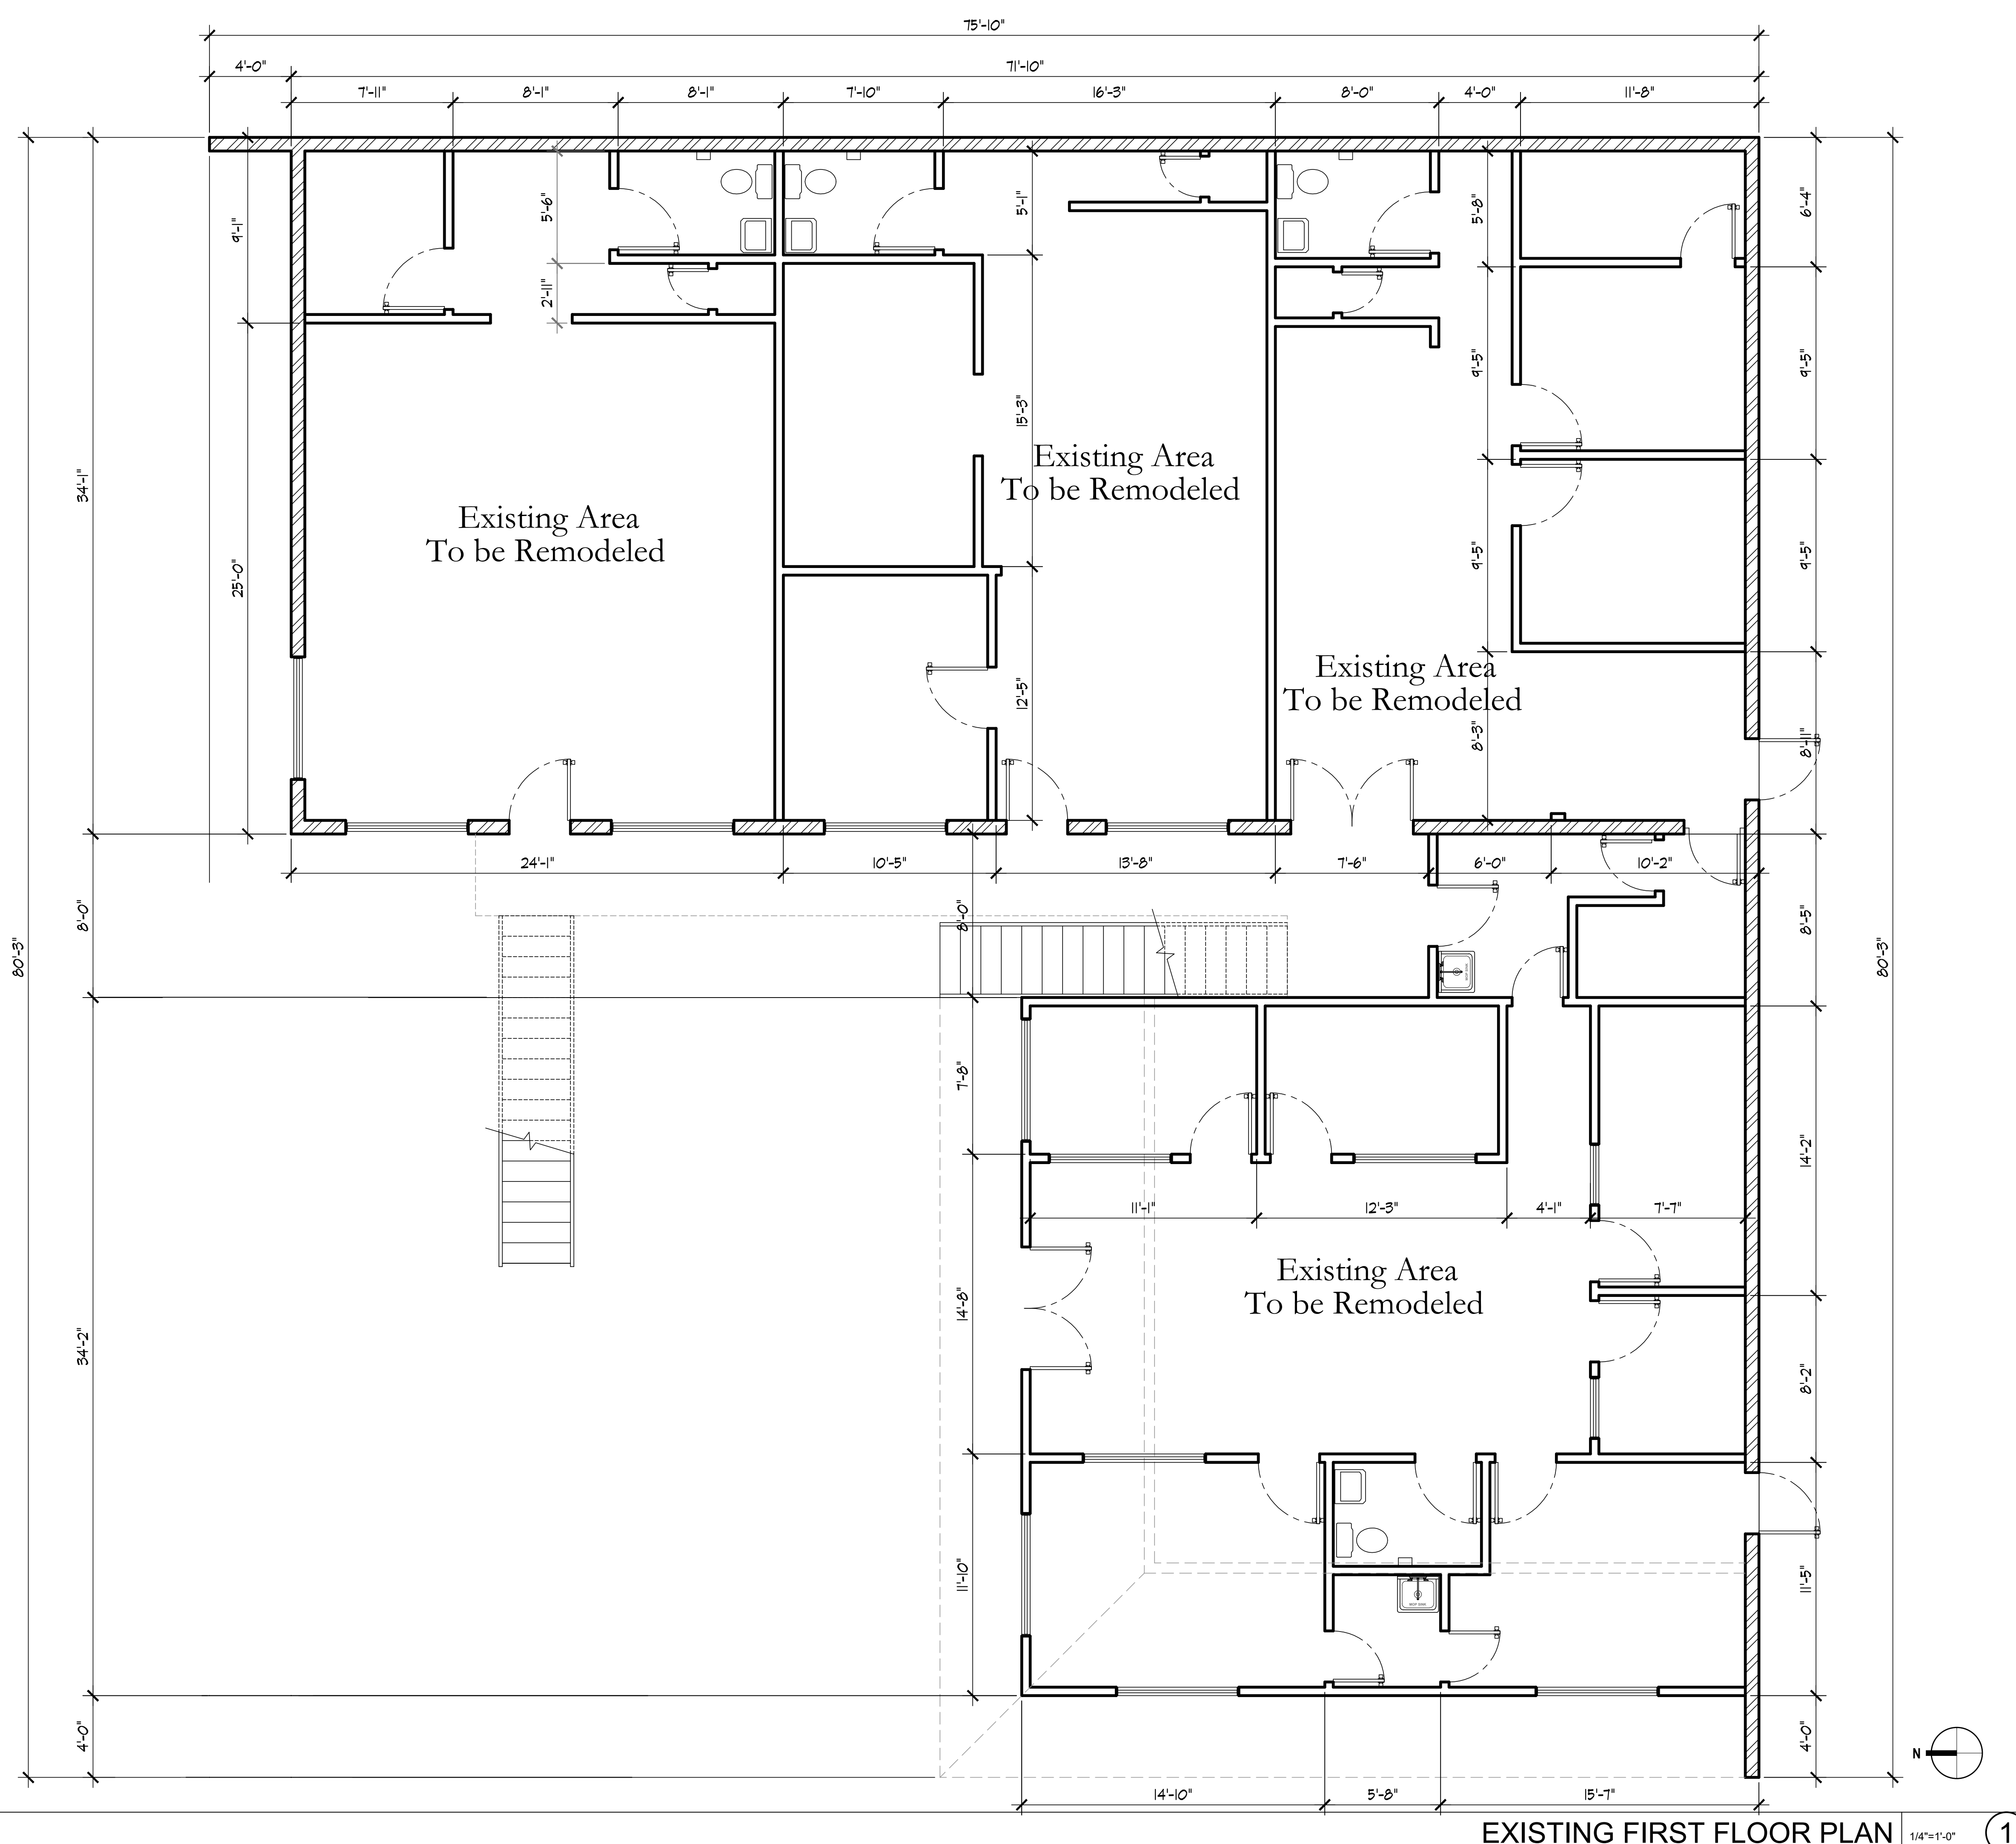 75'-10"
4'-0" 71'-10"
7'-11" 8'-1" 8'-1" 7'-10" 16'-3" 8'-0" 4'-0" 11'-8"
9'-1" 5'-6" 5'-1" 5'-8" 6'-4"
2'-11"
9'-5" 9'-5"
15'-3"
34'-1"
Existing Area
To be Remodeled
Existing Area
To be Remodeled
25'-0" 9'-5" 9'-5"
Existing Area
To be Remodeled
12'-5" 8'-3" 8'-11"
24'-1" 10'-5" 13'-8" 7'-6" 6'-0" 10'-2"
8'-0" 8'-0" 8'-5"
80'-3" 80'-3"
7'-8" 14'-2"
11'-1" 12'-3" 4'-1" 7'-7"
Existing Area
To be Remodeled
14'-8"
34'-2" 8'-2"
11'-10" 11'-5"
4'-0" 4'-0"
N
14'-10" 5'-8" 15'-7"
EXISTING FIRST FLOOR PLAN 1/4"=1'-0" 1